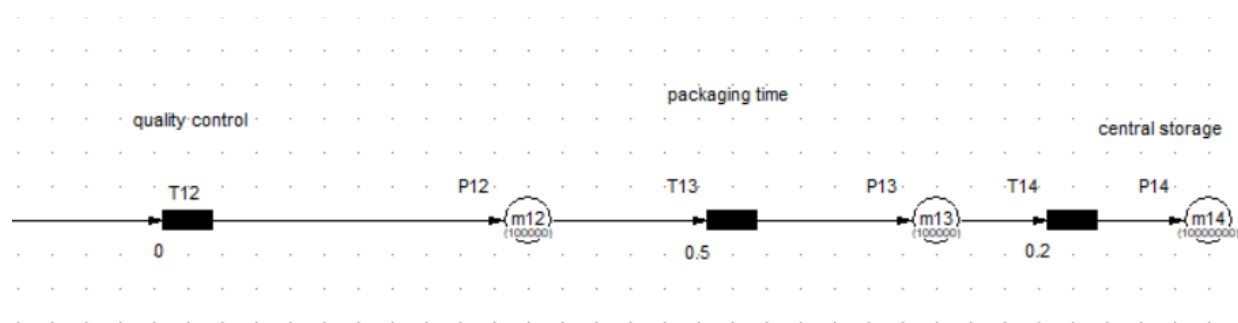 packaging time
quality control
central storage
T12
P12
T13
P13
T14
P14
m12
(100000)
m13
(100000)
m14
(10000000)
0
0.5
0.2